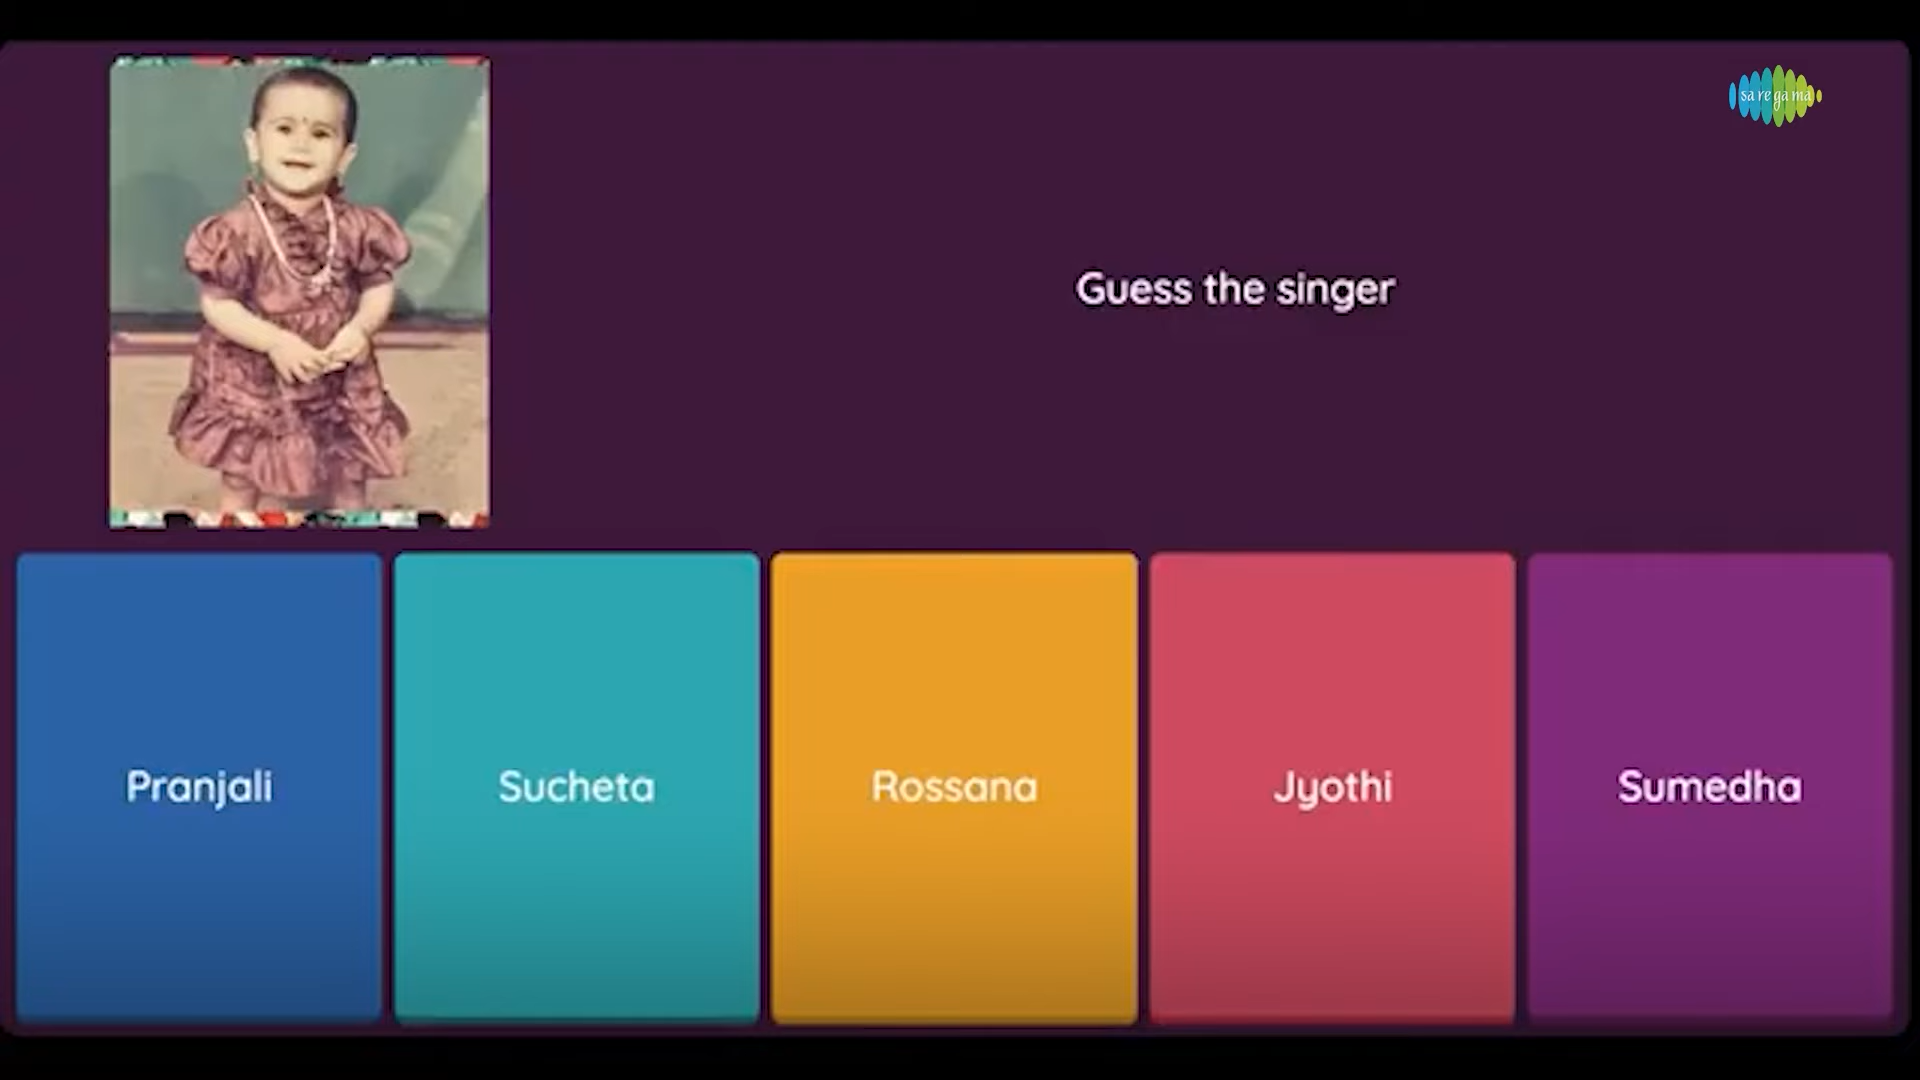 sa re ga ma
Guess the singer
Pranjali
Sucheta
Rossana
Jyothi
Sumedha